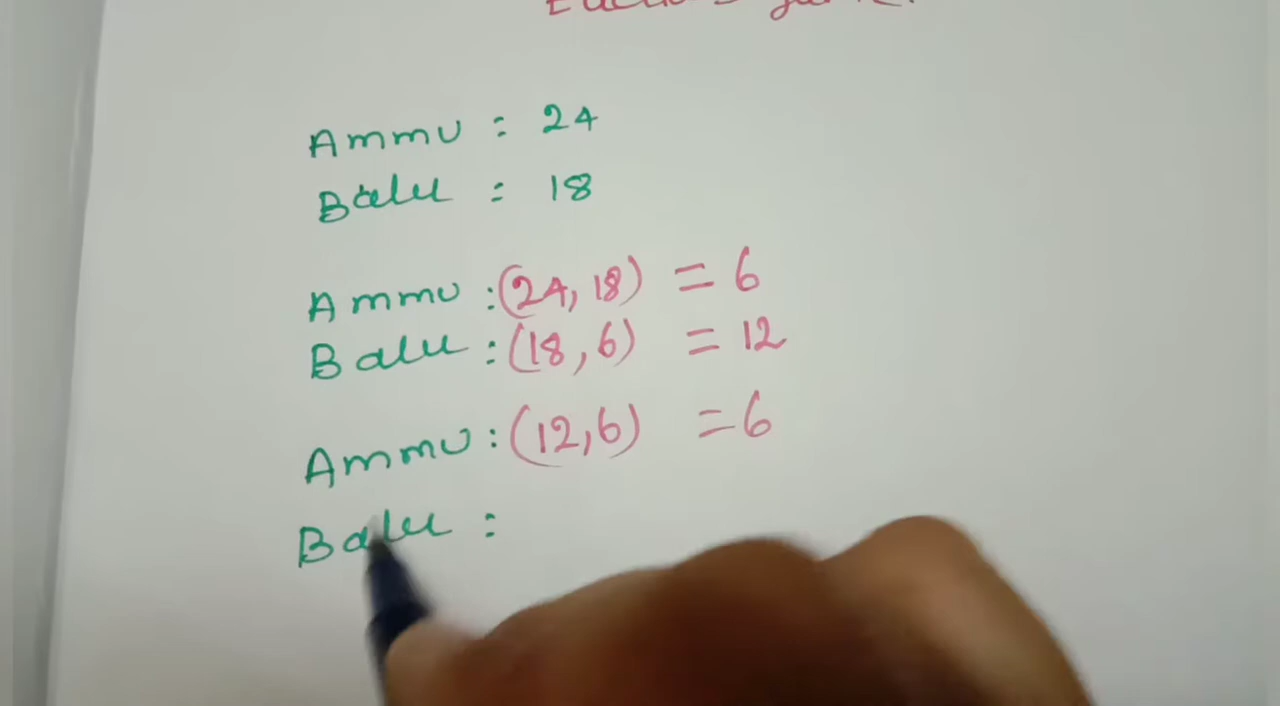 Ammu : 24
Balu : 18
Ammu :(24, 18) = 6
Balu :(18, 6) = 12
Ammu :(12,6) = 6
Balu :